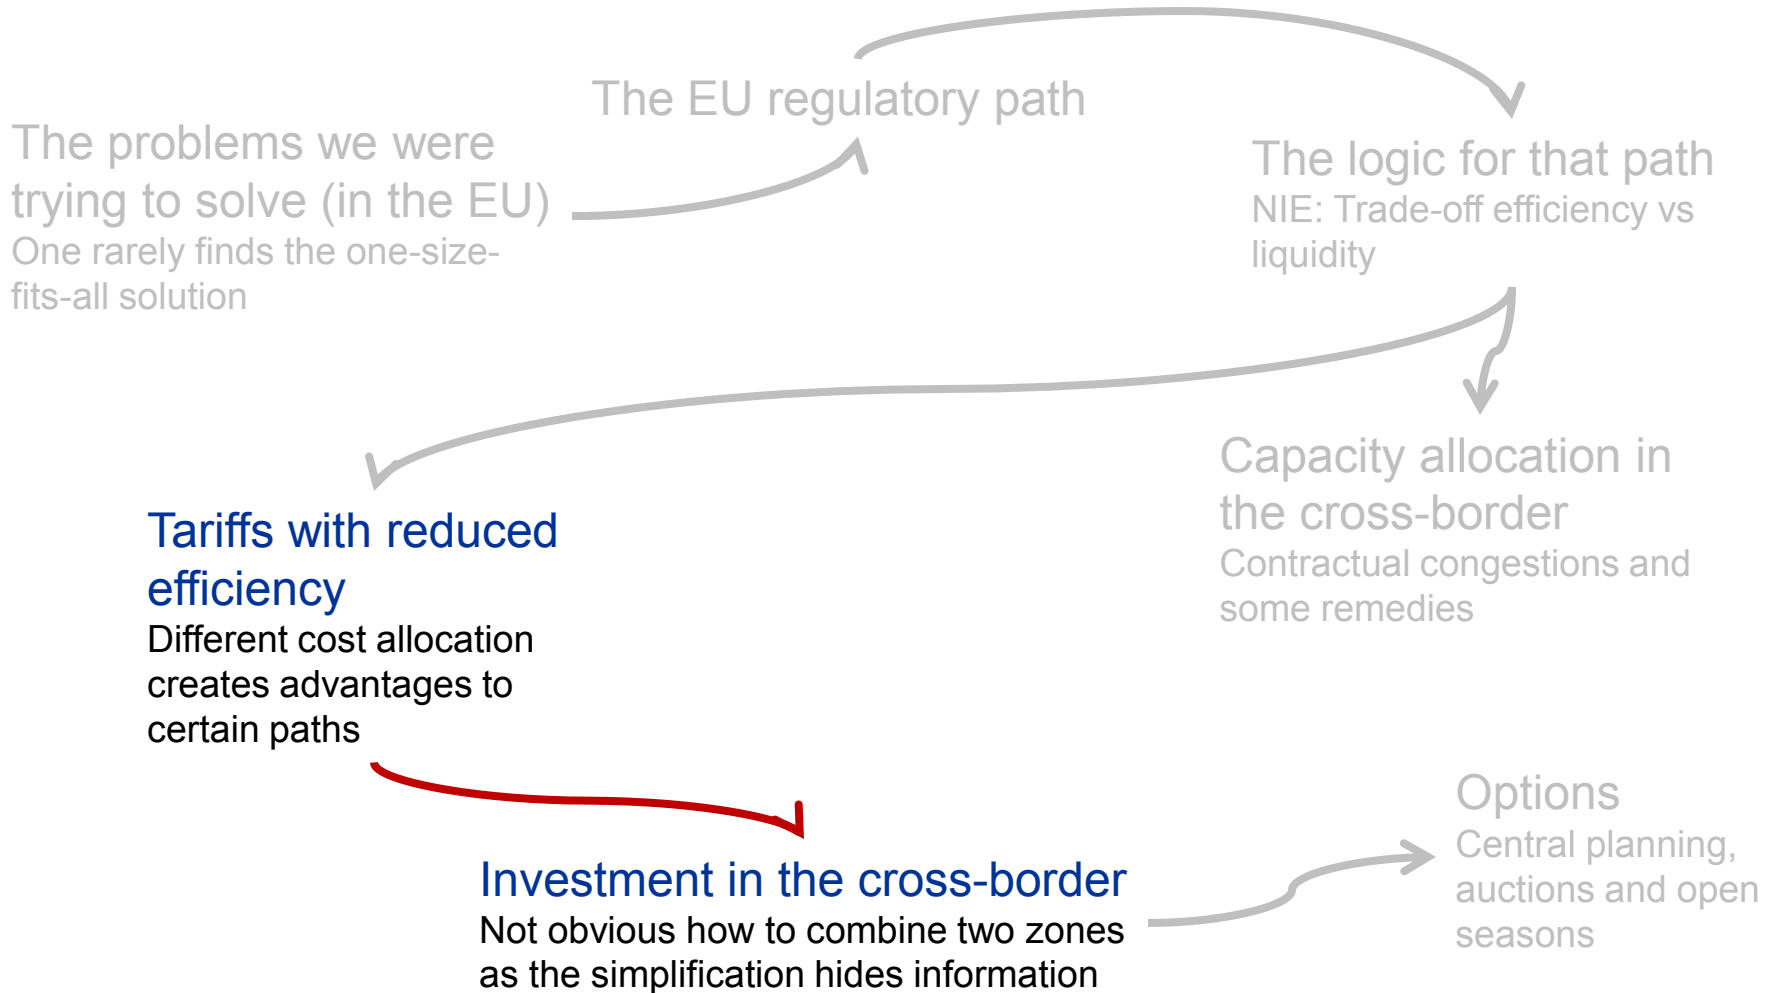 The EU regulatory path
The problems we were
trying to solve (in the EU)
One rarely finds the one-size-
fits-all solution
The logic for that path
NIE: Trade-off efficiency vs
liquidity
Capacity allocation in
the cross-border
Contractual congestions and
some remedies
Tariffs with reduced
efficiency
Different cost allocation
creates advantages to
certain paths
Investment in the cross-border
Not obvious how to combine two zones
as the simplification hides information
Options
Central planning,
auctions and open
seasons